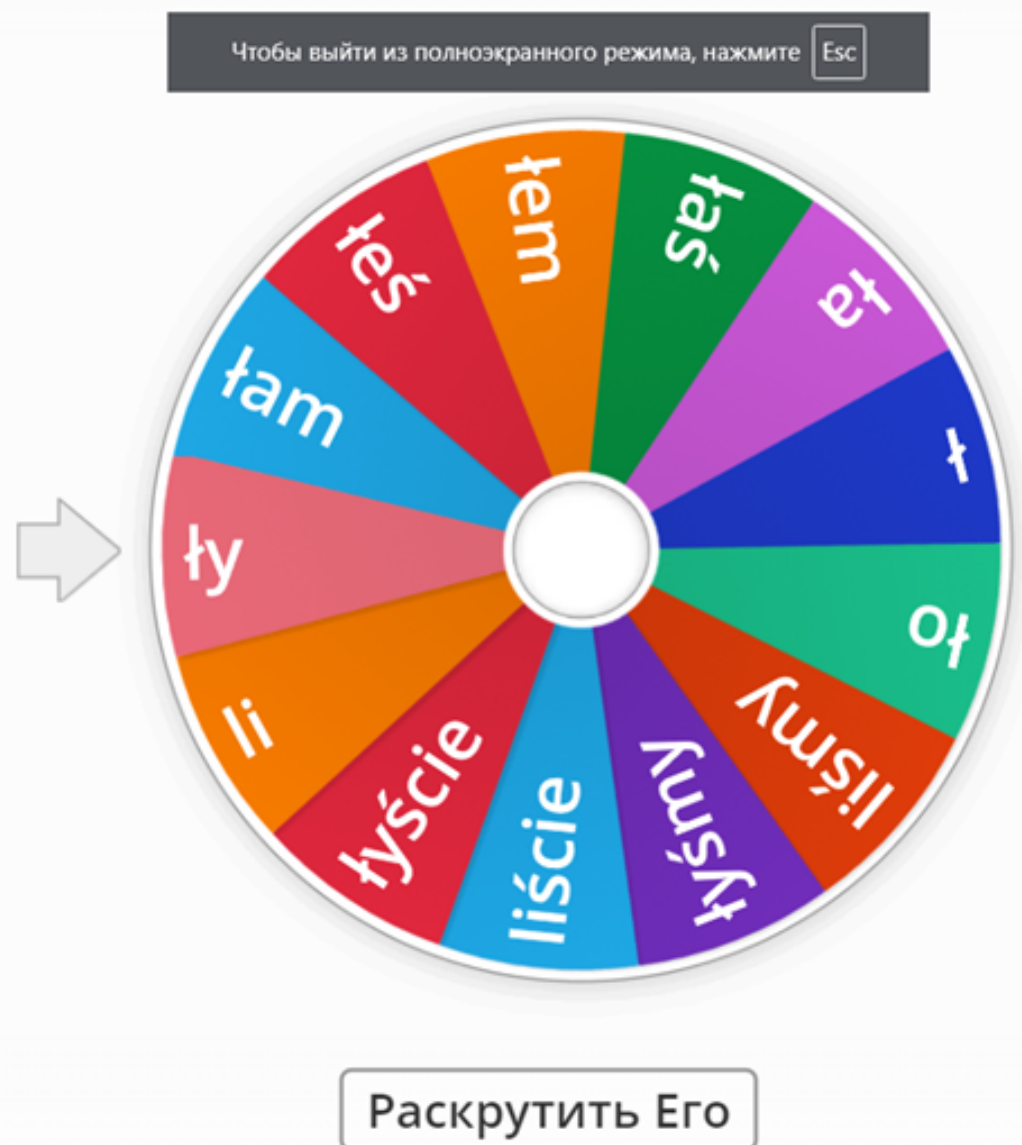 Чтобы выйти из полноэкранного режима, нажмите Esc
łem
łaś
ła
ł
ło
liśmy
łyśmy
liście
łyście
li
ły
łam
łeś
Раскрутить Его